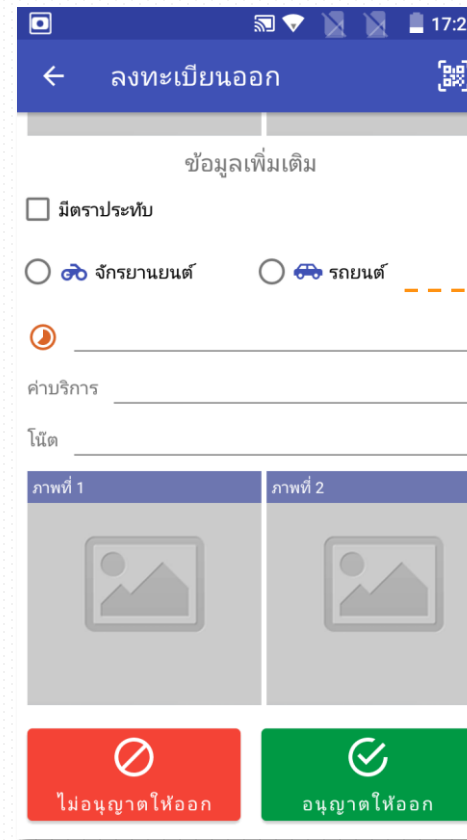 17:2
ลงทะเบียนออก
ข้อมูลเพิ่มเติม
มีตราประทับ
จักรยานยนต์ รถยนต์
ค่าบริการ
โน๊ต
ภาพที่ 1 ภาพที่ 2
ไม่อนุญาตให้ออก อนุญาตให้ออก